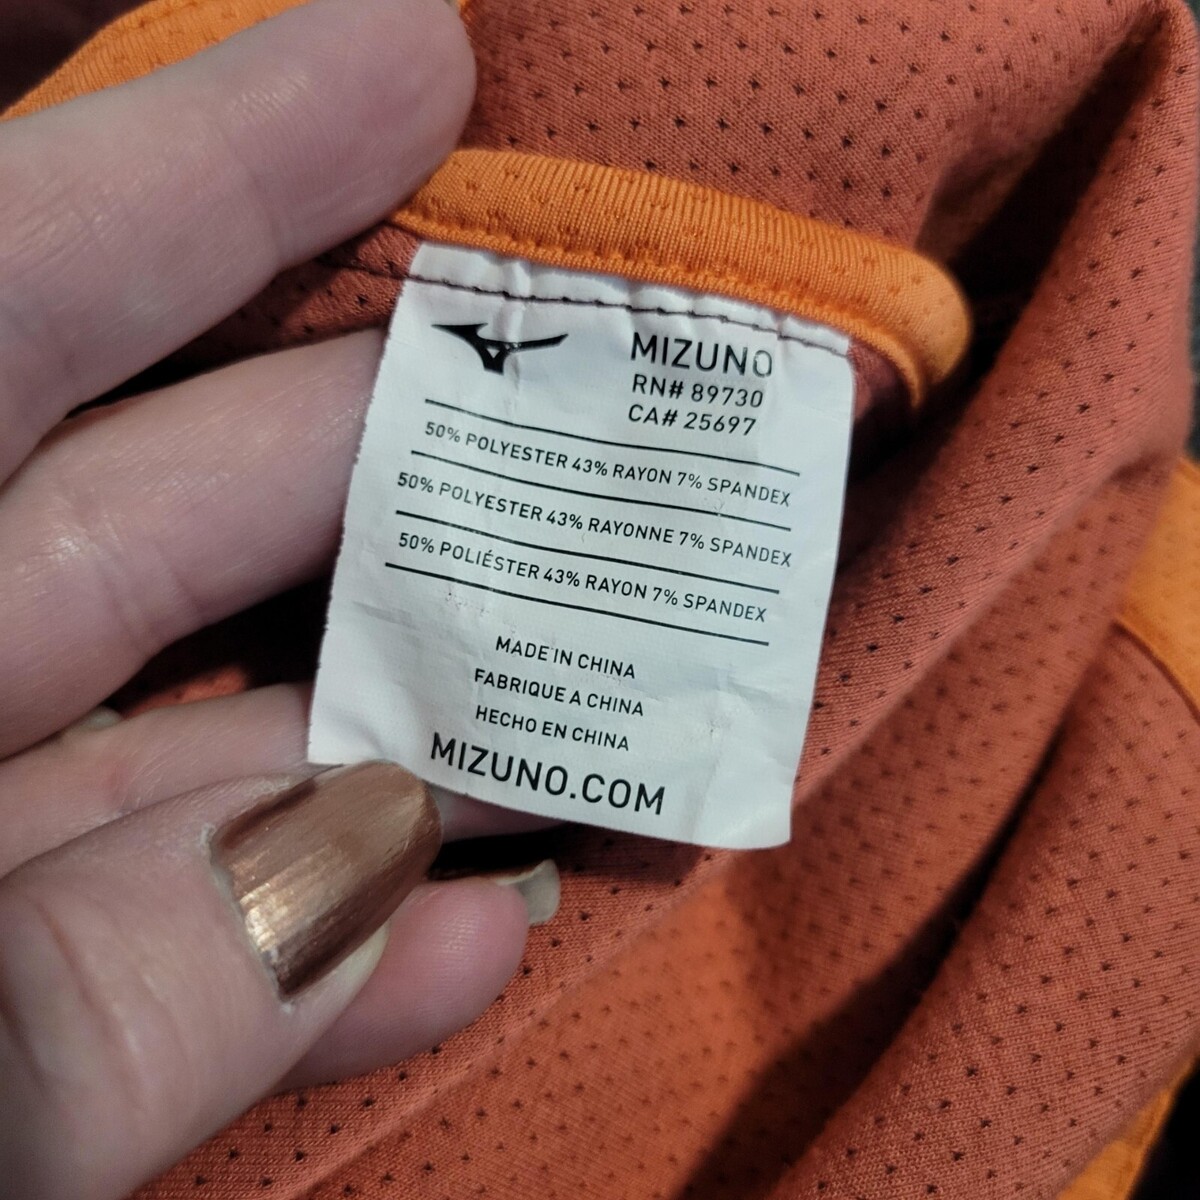 MIZUNO
RN# 89730
CA# 25697
50% POLYESTER 43% RAYON 7% SPANDEX
50% POLYESTER 43% RAYONNE 7% SPANDEX
50% POLIÉSTER 43% RAYON 7% SPANDEX
MADE IN CHINA
FABRIQUE A CHINA
HECHO EN CHINA
MIZUNO.COM